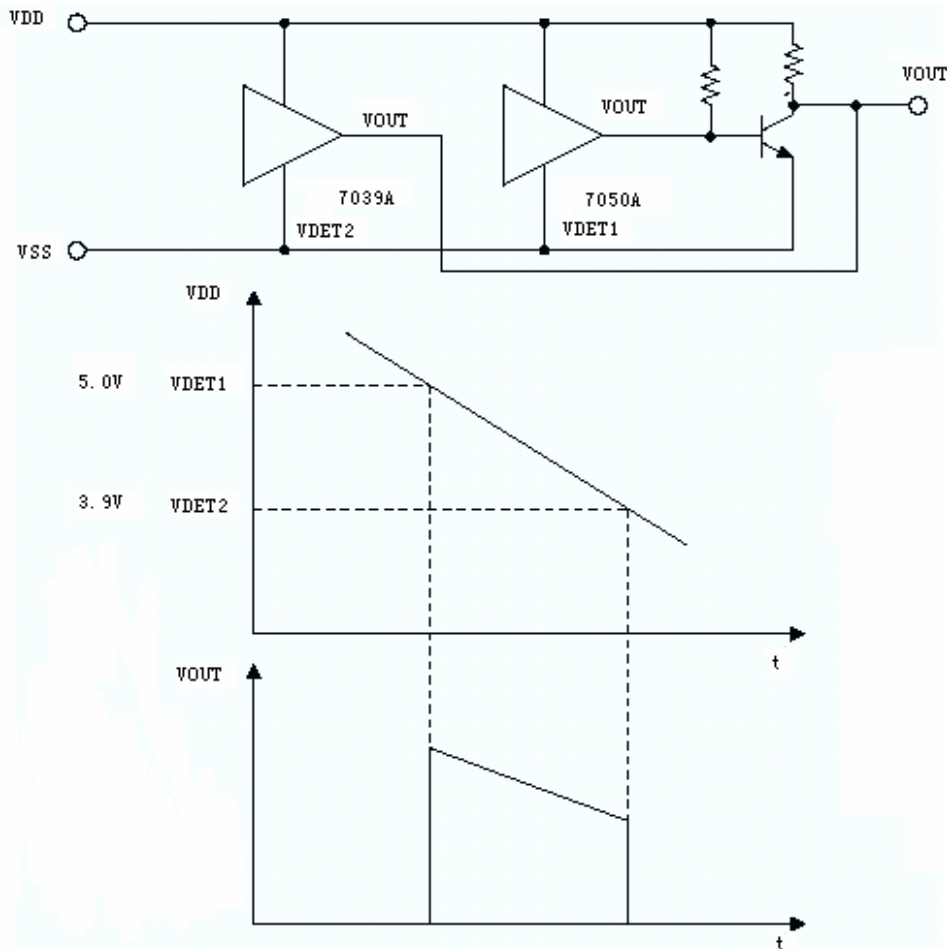 VDD
VOUT
VOUT
VOUT
7039A
7050A
VDET2
VDET1
VSS
VDD
5.0V VDET1
3.9V VDET2
t
VOUT
t